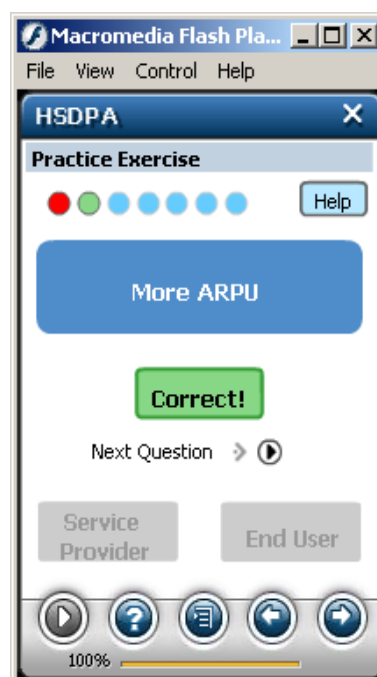 Macromedia Flash Pla...
File View Control Help
HSDPA
Practice Exercise
Help
More ARPU
Correct!
Next Question
Service
Provider
End User
100%